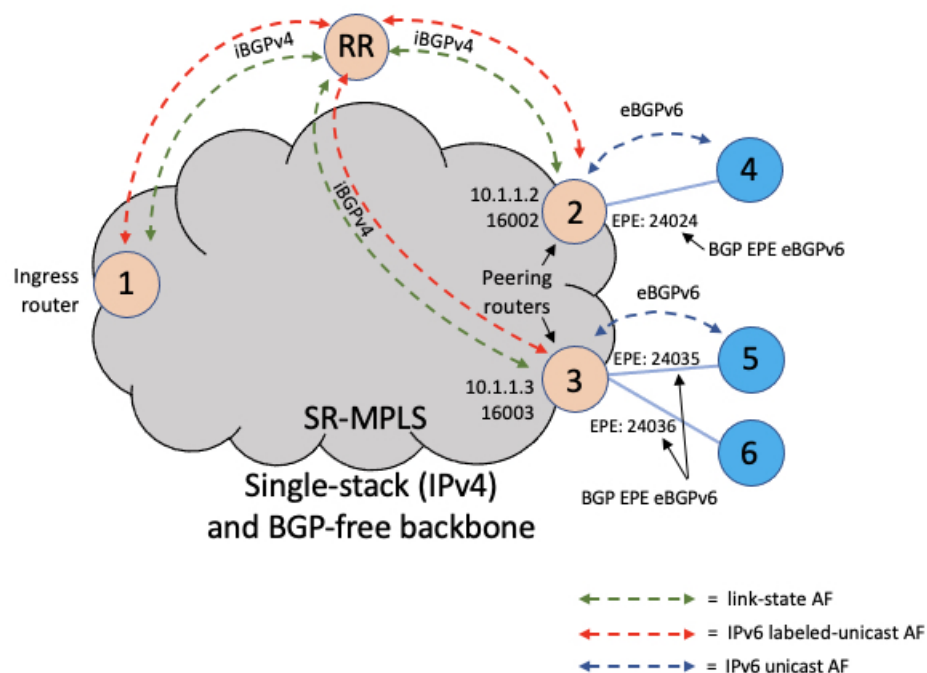 RR
iBGPv4
iBGPv4
eBGPv6
4
10.1.1.2
16002
2
EPE: 24024
BGP EPE eBGPv6
iBGPv4
Ingress
router
1
Peering
routers
eBGPv6
5
EPE: 24035
10.1.1.3
16003
3
SR-MPLS
EPE: 24036
6
BGP EPE eBGPv6
Single-stack (IPv4)
and BGP-free backbone
= link-state AF
= IPv6 labeled-unicast AF
= IPv6 unicast AF